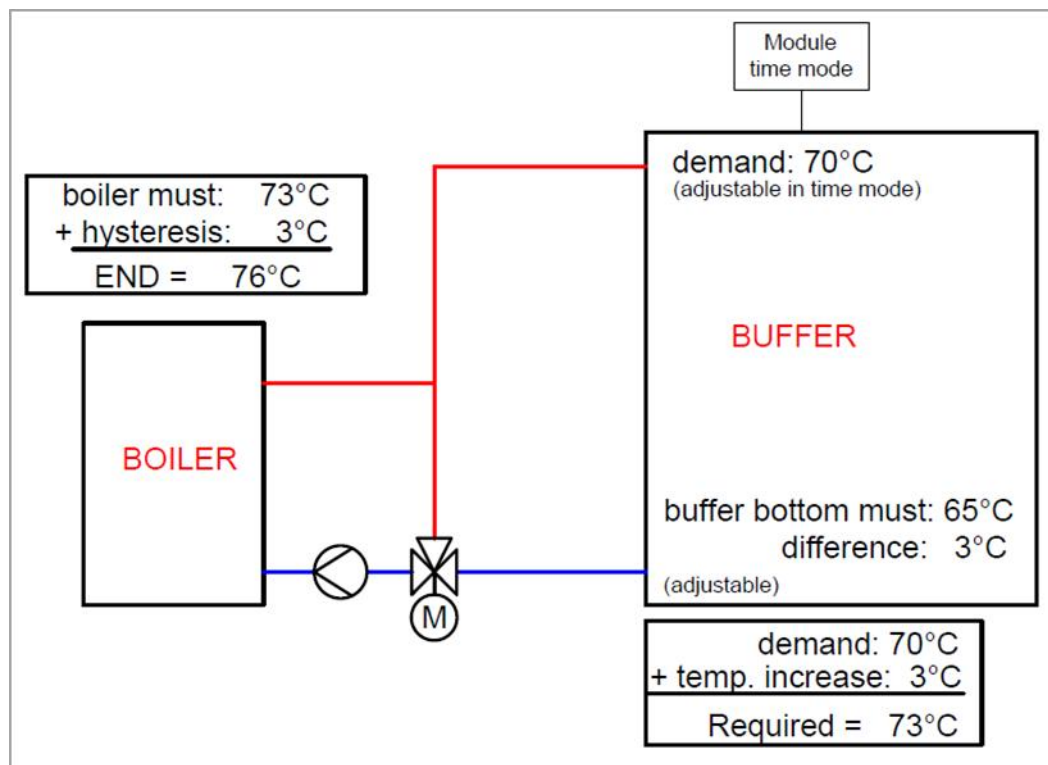 Module
time mode
demand: 70°C
(adjustable in time mode)
boiler must: 73°C
+ hysteresis: 3°C
END = 76°C
BUFFER
BOILER
buffer bottom must: 65°C
difference: 3°C
(adjustable)
M
demand: 70°C
+ temp. increase: 3°C
Required = 73°C